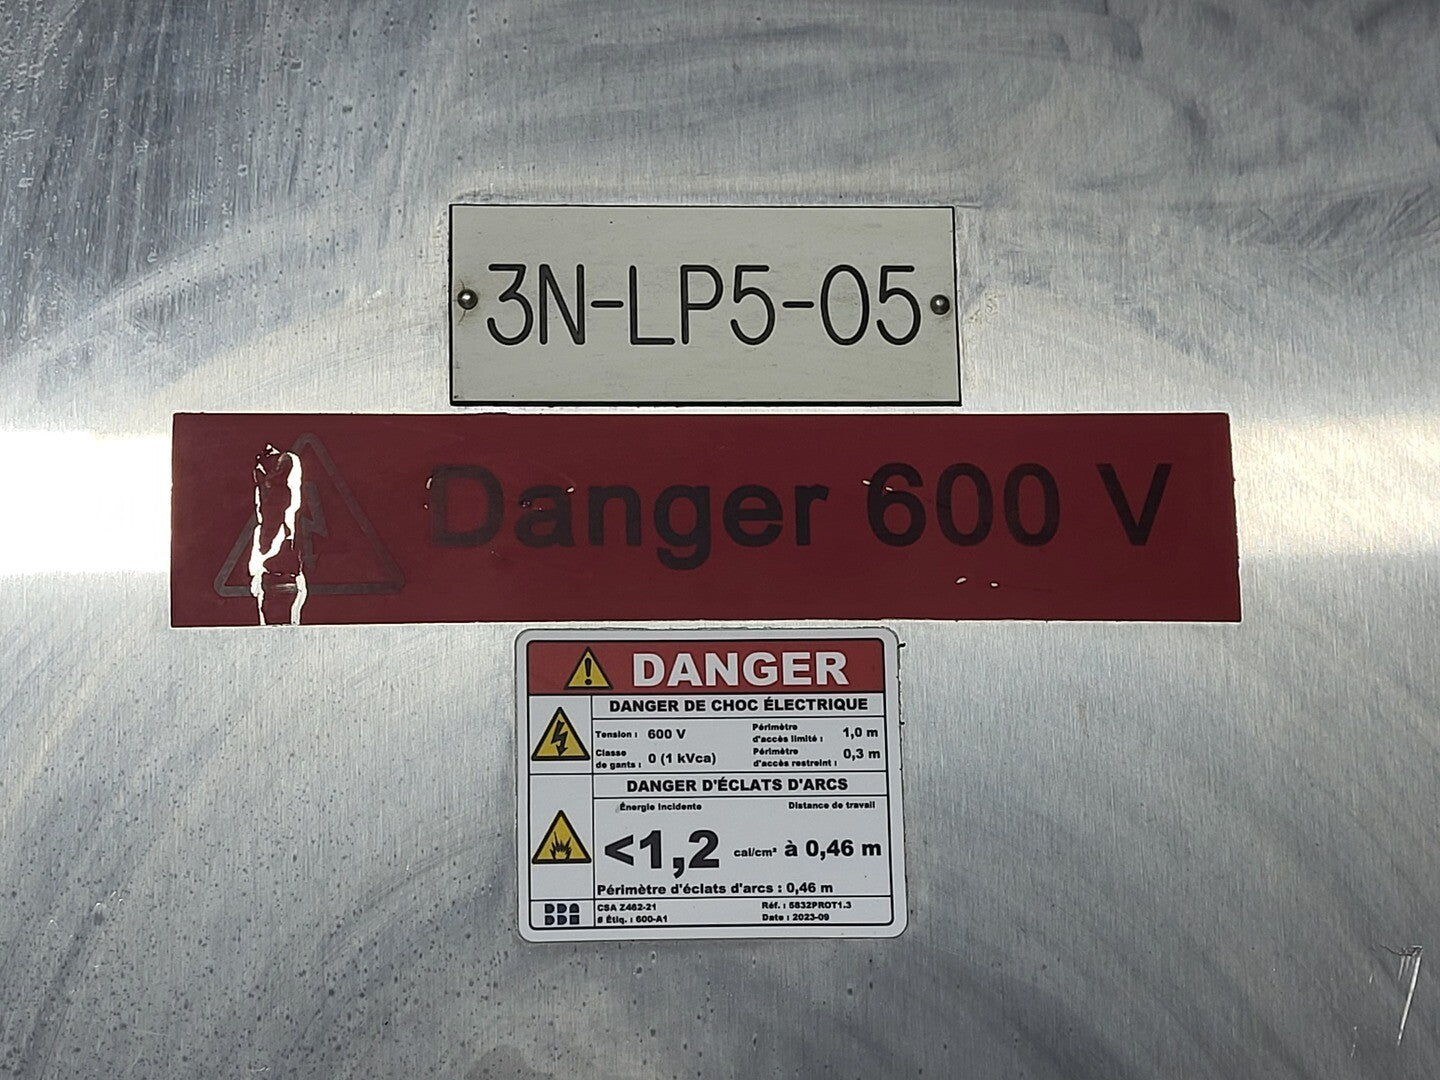 3N-LP5-05
Danger 600 V
DANGER
DANGER DE CHOC ÉLECTRIQUE
Tension : 600 V
Périmètre d'accès limité : 1,0 m
Classe de gants : 0 (1 kVca)
Périmètre d'accès restreint : 0,3 m
DANGER D'ÉCLATS D'ARCS
Énergie incidente
Distance de travail
<1,2 cal/cm² à 0,46 m
Périmètre d'éclats d'arcs : 0,46 m
CSA Z462-21
Réf. : 5832PROT1.3
# Étiq. : 600-A1
Date : 2023-09
BBA